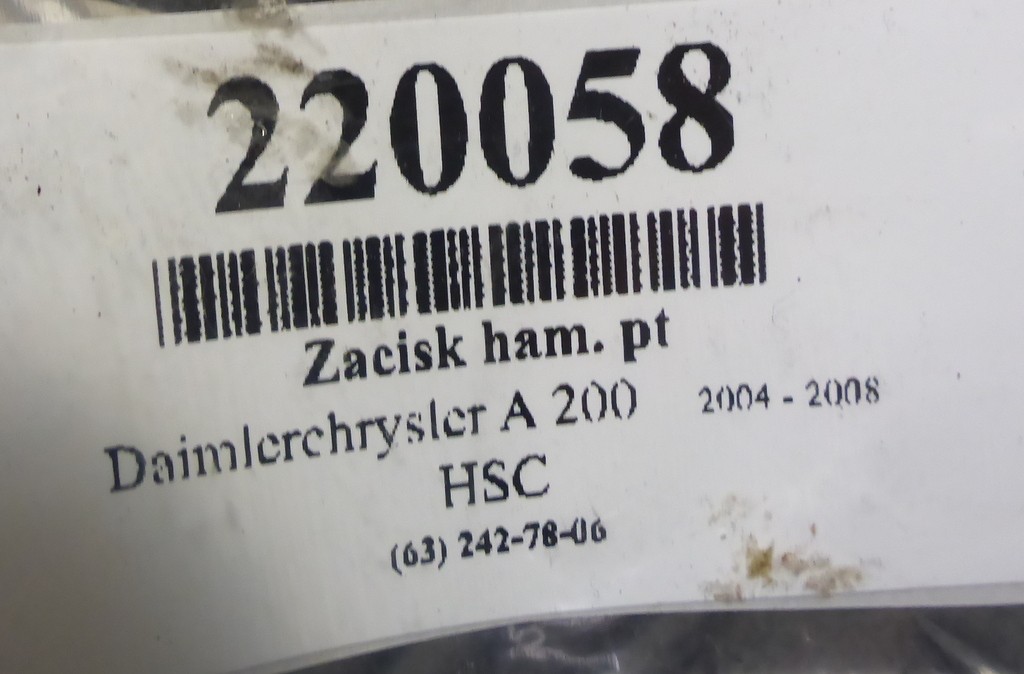 220058
Zacisk ham. pt
Daimlerchrysler A 200 2004 - 2008
HSC
(63) 242-78-06